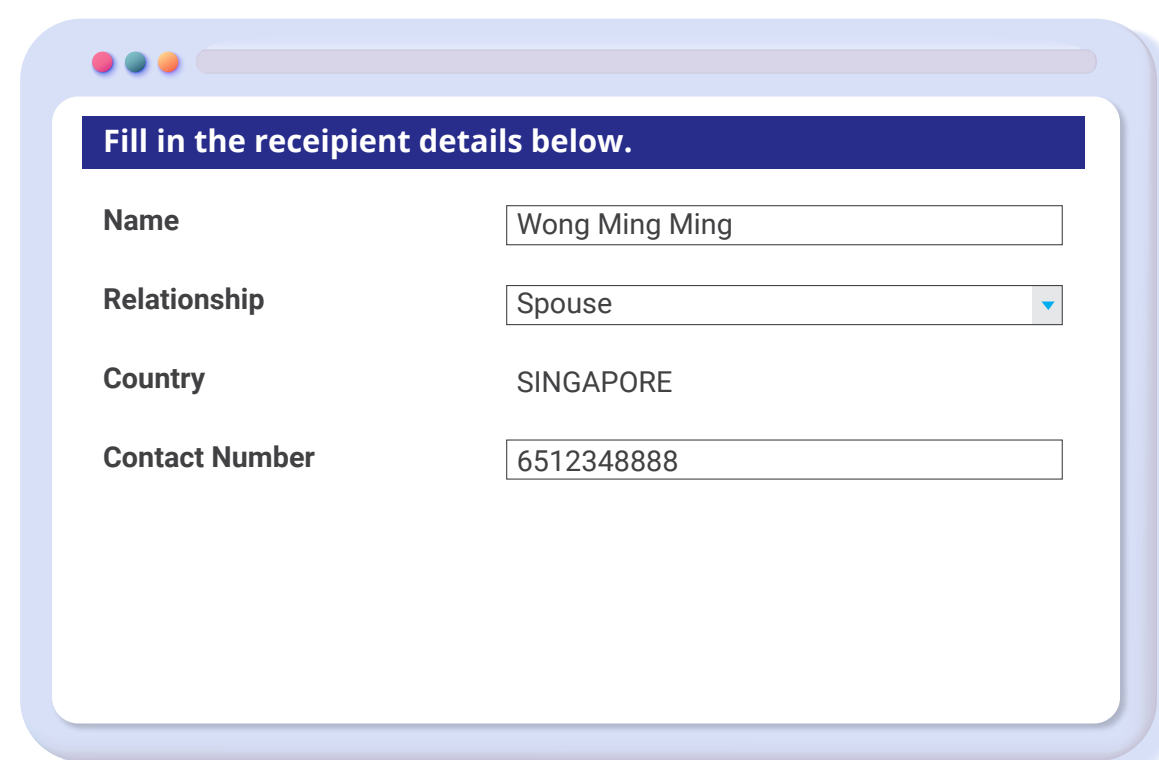 Fill in the receipient details below.
Name Wong Ming Ming
Relationship Spouse
Country SINGAPORE
Contact Number 6512348888